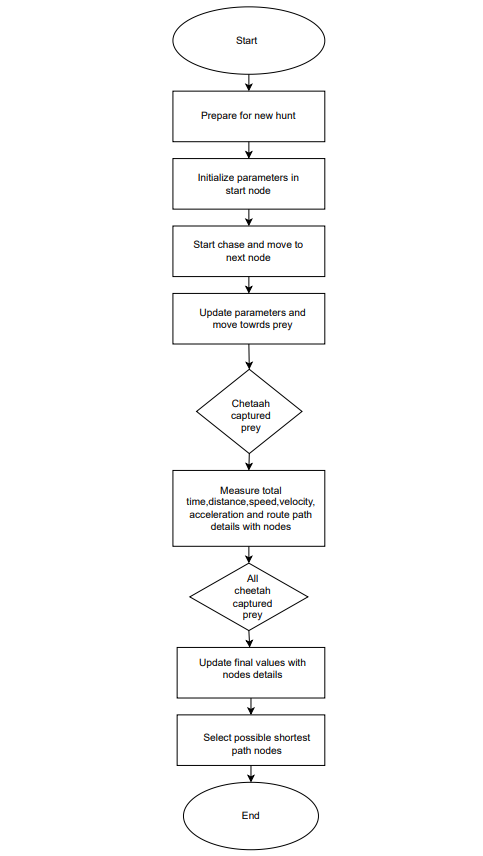 Start
Prepare for new hunt
Initialize parameters in
start node
Start chase and move to
next node
Update parameters and
move towrds prey
Chetaah
captured
prey
Measure total
time,distance,speed,velocity,
acceleration and route path
details with nodes
All
cheetah
captured
prey
Update final values with
nodes details
Select possible shortest
path nodes
End